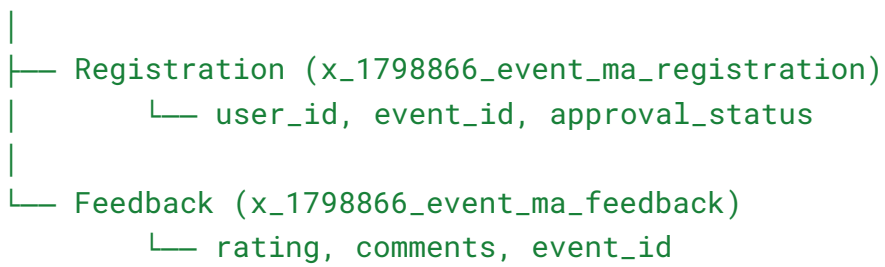 │
├── Registration (x_1798866_event_ma_registration)
│      └── user_id, event_id, approval_status
│
└── Feedback (x_1798866_event_ma_feedback)
       └── rating, comments, event_id